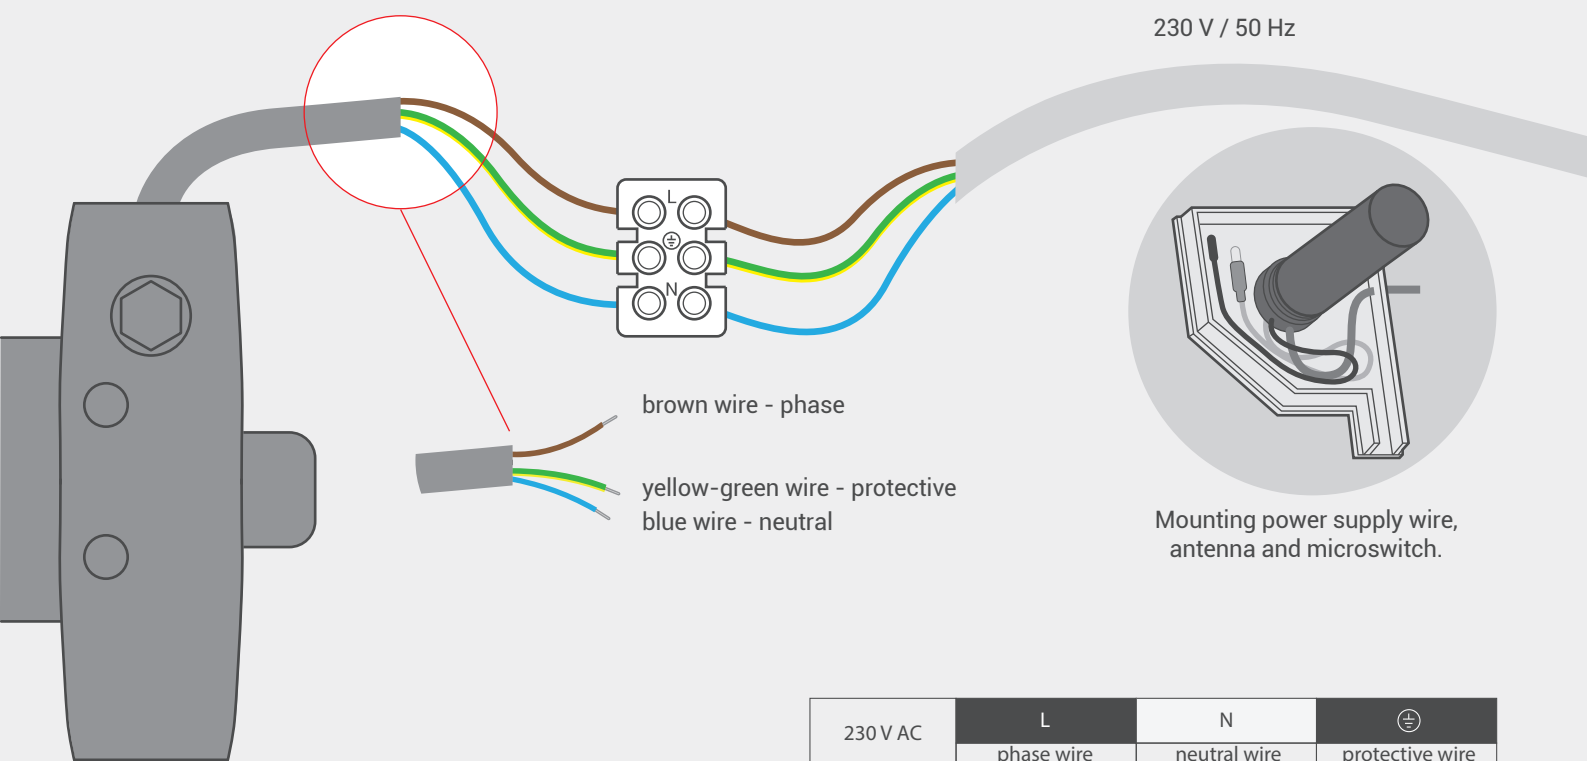 230 V / 50 Hz
L
N
brown wire - phase
yellow-green wire - protective
blue wire - neutral
Mounting power supply wire,
antenna and microswitch.
230 V AC
L
N
phase wire
neutral wire
protective wire